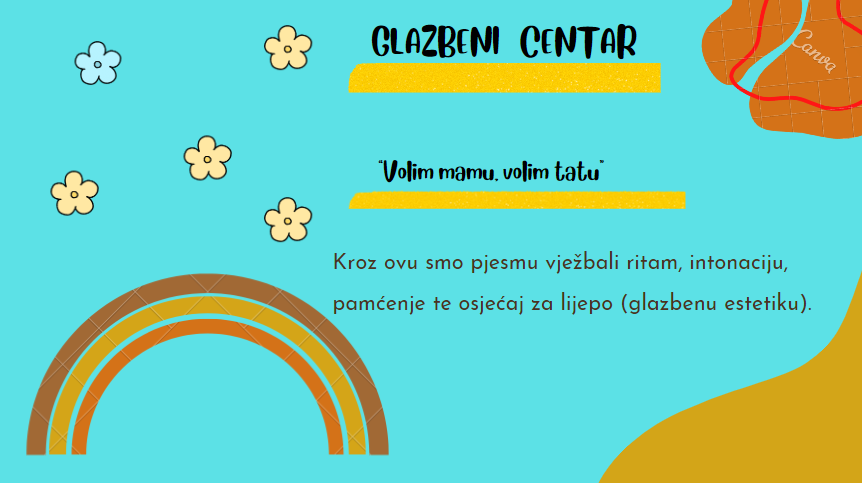 GLAZBENI CENTAR
Canva
"Volim mamu, volim tatu"
Kroz ovu smo pjesmu vježbali ritam, intonaciju,
pamćenje te osjećaj za lijepo (glazbenu estetiku).